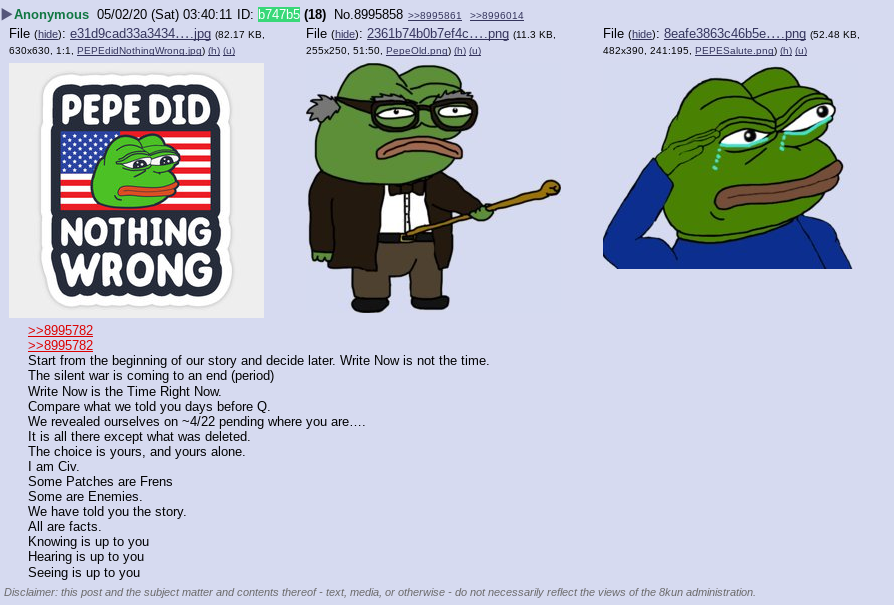 ▶Anonymous 05/02/20 (Sat) 03:40:11 ID: b747b5 (18) No.8995858 >>8995861 >>8996014
File (hide): e31d9cad33a3434….jpg (82.17 KB, 630x630, 1:1, PEPEdidNothingWrong.jpg) (h) (u)
File (hide): 2361b74b0b7ef4c….png (11.3 KB, 255x250, 51:50, PepeOld.png) (h) (u)
File (hide): 8eafe3863c46b5e….png (52.48 KB, 482x390, 241:195, PEPESalute.png) (h) (u)
PEPE DID
NOTHING
WRONG
>>8995782
>>8995782
Start from the beginning of our story and decide later. Write Now is not the time.
The silent war is coming to an end (period)
Write Now is the Time Right Now.
Compare what we told you days before Q.
We revealed ourselves on ~4/22 pending where you are….
It is all there except what was deleted.
The choice is yours, and yours alone.
I am Civ.
Some Patches are Frens
Some are Enemies.
We have told you the story.
All are facts.
Knowing is up to you
Hearing is up to you
Seeing is up to you
Disclaimer: this post and the subject matter and contents thereof - text, media, or otherwise - do not necessarily reflect the views of the 8kun administration.